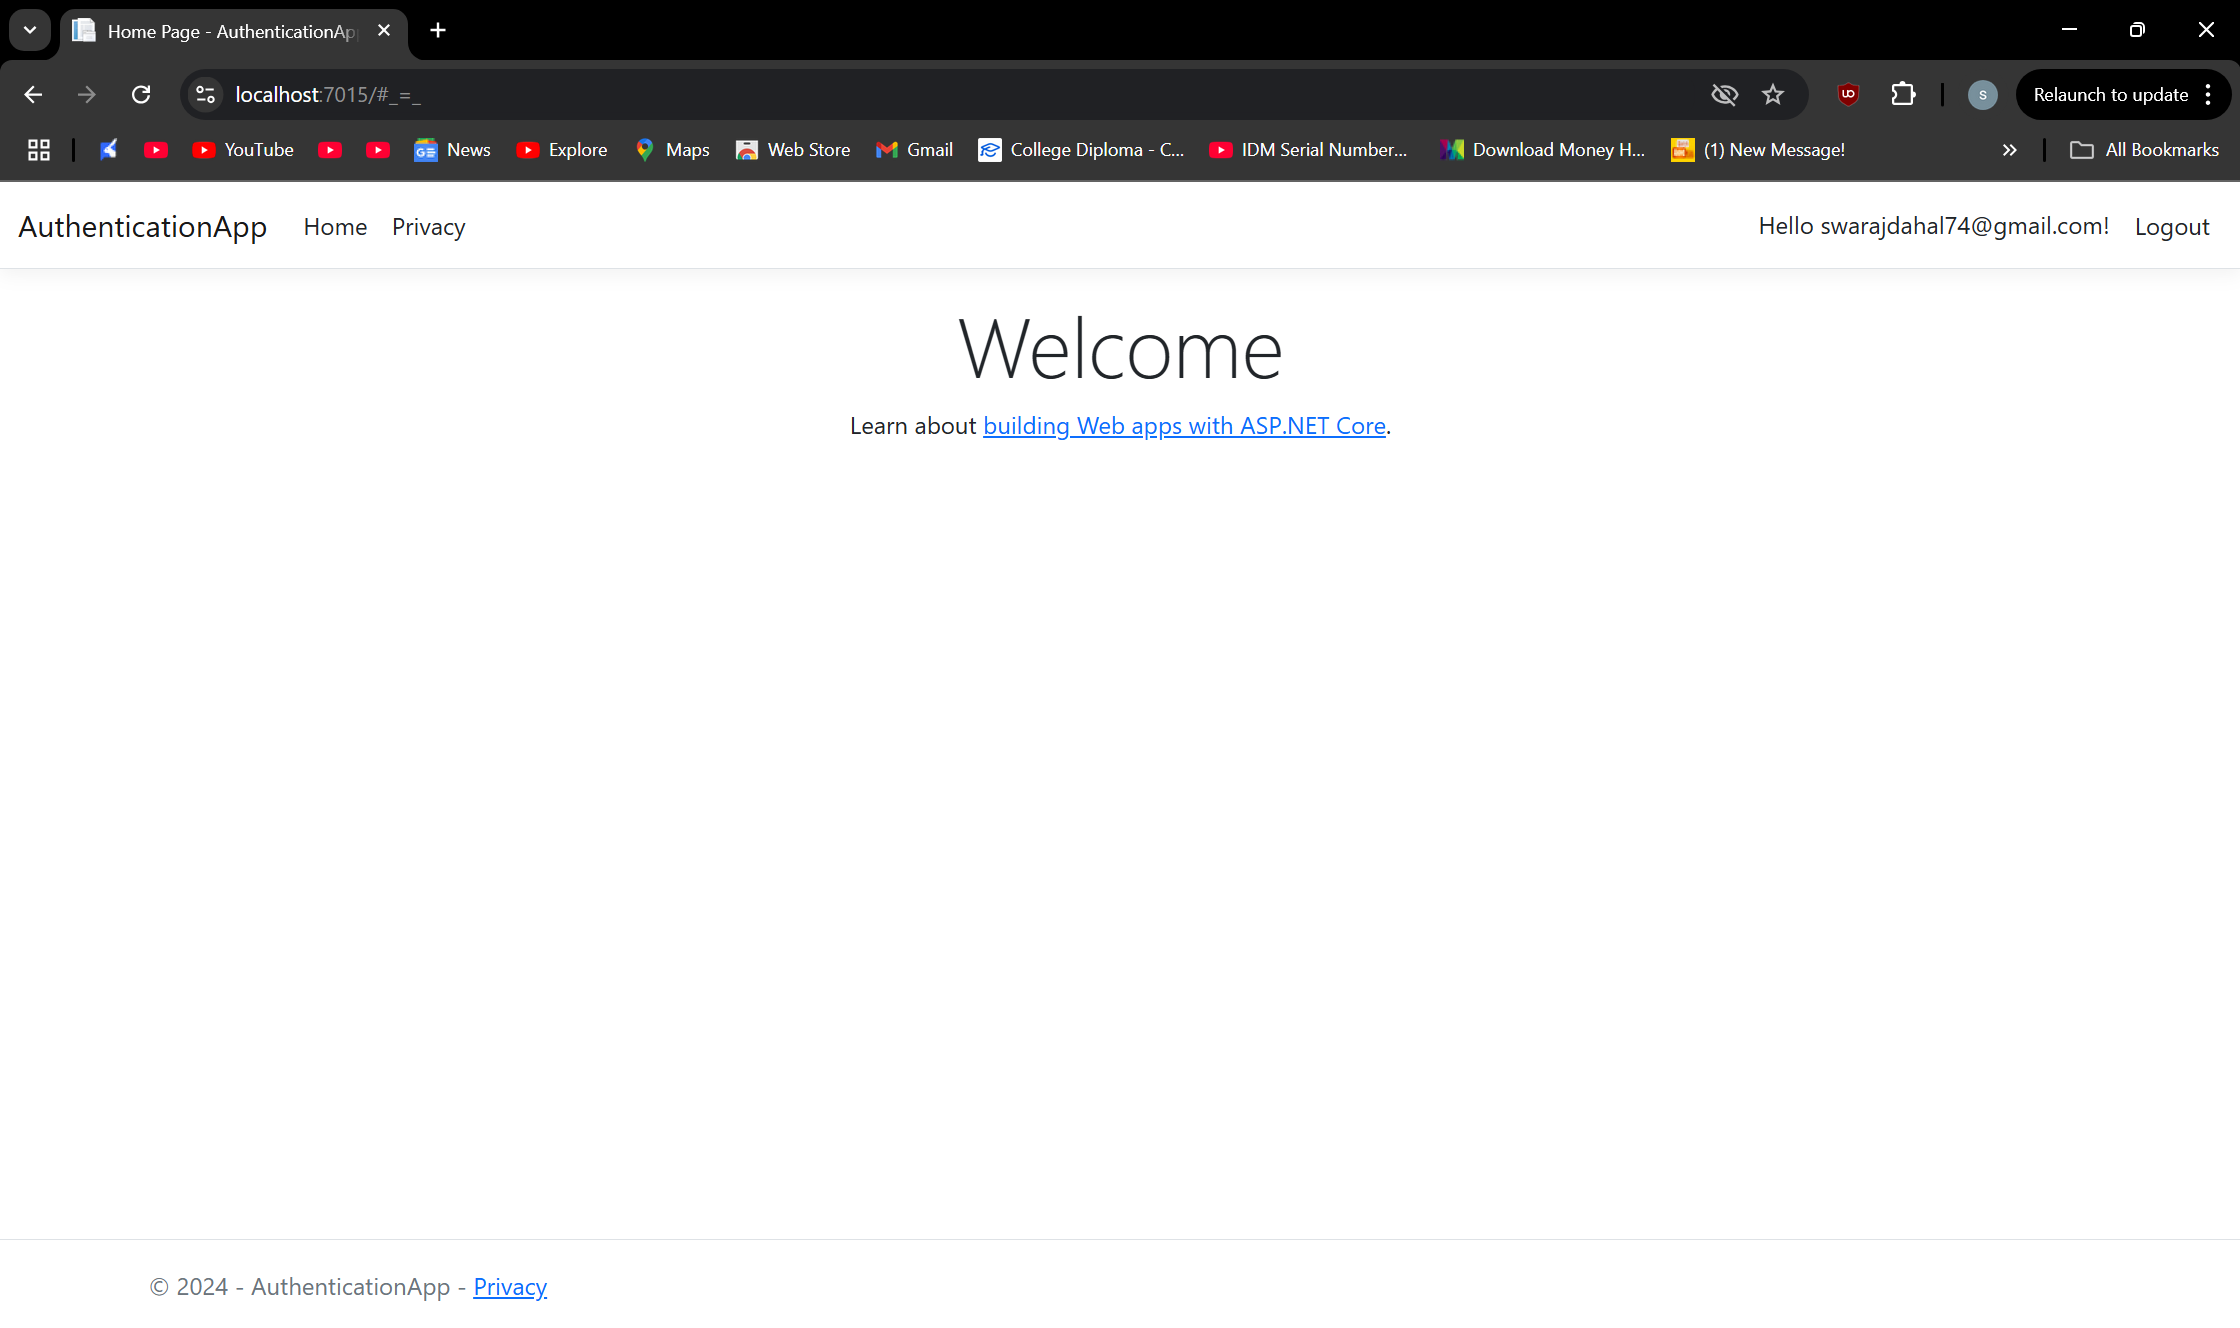 Home Page - AuthenticationAp
localhost:7015/#_=_
Relaunch to update
YouTube
News
Explore
Maps
Web Store
Gmail
College Diploma - C...
IDM Serial Number...
Download Money H...
(1) New Message!
All Bookmarks
AuthenticationApp Home Privacy Hello swarajdahal74@gmail.com! Logout
Welcome
Learn about building Web apps with ASP.NET Core.
© 2024 - AuthenticationApp - Privacy